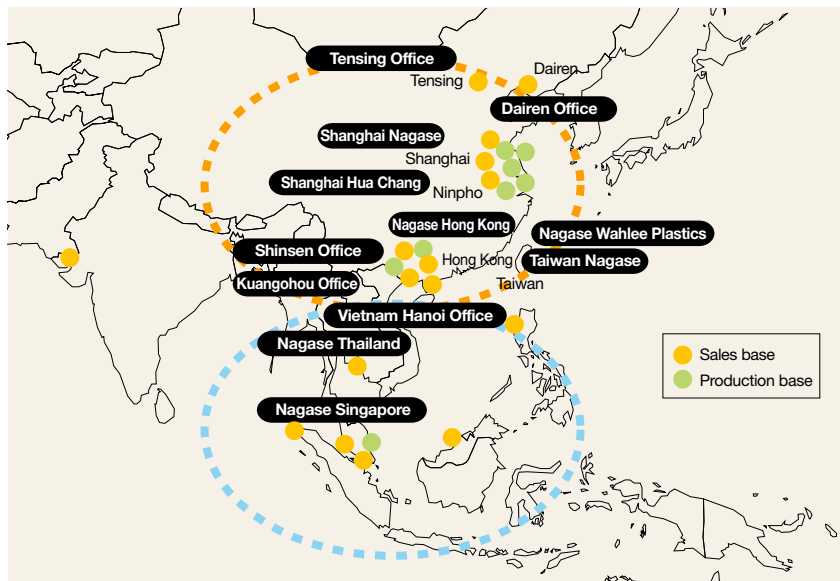 Tensing Office
Tensing
Dairen
Dairen Office
Shanghai Nagase
Shanghai
Shanghai Hua Chang
Ninpho
Nagase Hong Kong
Nagase Wahlee Plastics
Shinsen Office
Hong Kong
Taiwan Nagase
Kuangohou Office
Taiwan
Vietnam Hanoi Office
Nagase Thailand
Sales base
Production base
Nagase Singapore